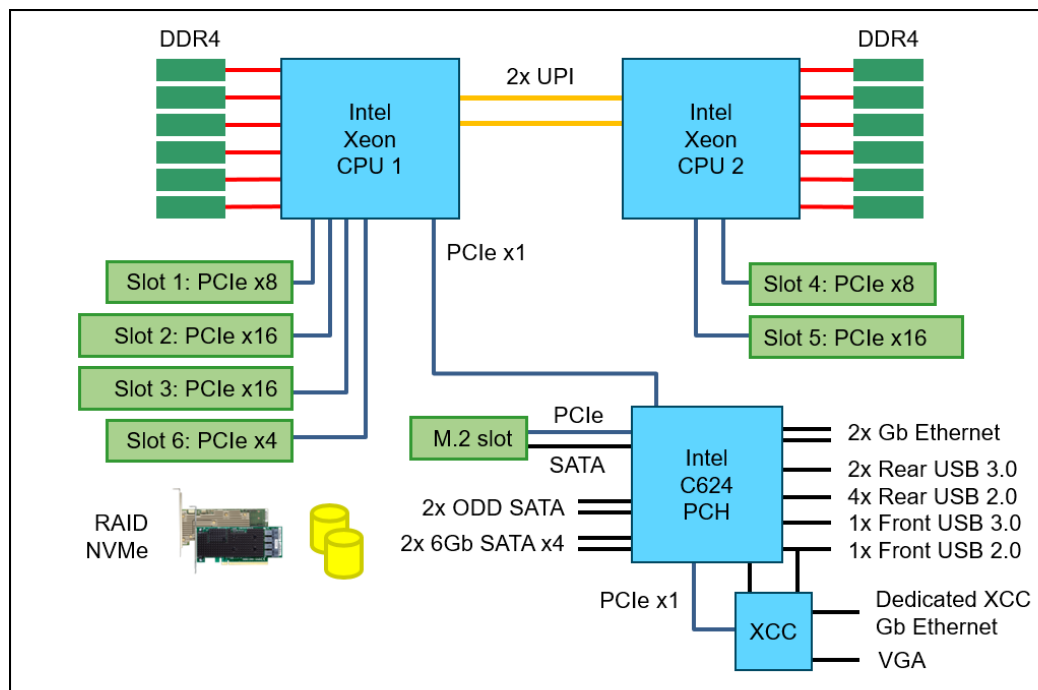 DDR4
DDR4
2x UPI
Intel
Xeon
CPU 1
Intel
Xeon
CPU 2
PCIe x1
Slot 1: PCIe x8
Slot 2: PCIe x16
Slot 3: PCIe x16
Slot 6: PCIe x4
Slot 4: PCIe x8
Slot 5: PCIe x16
M.2 slot
PCIe
SATA
Intel
C624
PCH
2x ODD SATA
2x 6Gb SATA x4
2x Gb Ethernet
2x Rear USB 3.0
4x Rear USB 2.0
1x Front USB 3.0
1x Front USB 2.0
RAID
NVMe
PCIe x1
XCC
Dedicated XCC
Gb Ethernet
VGA